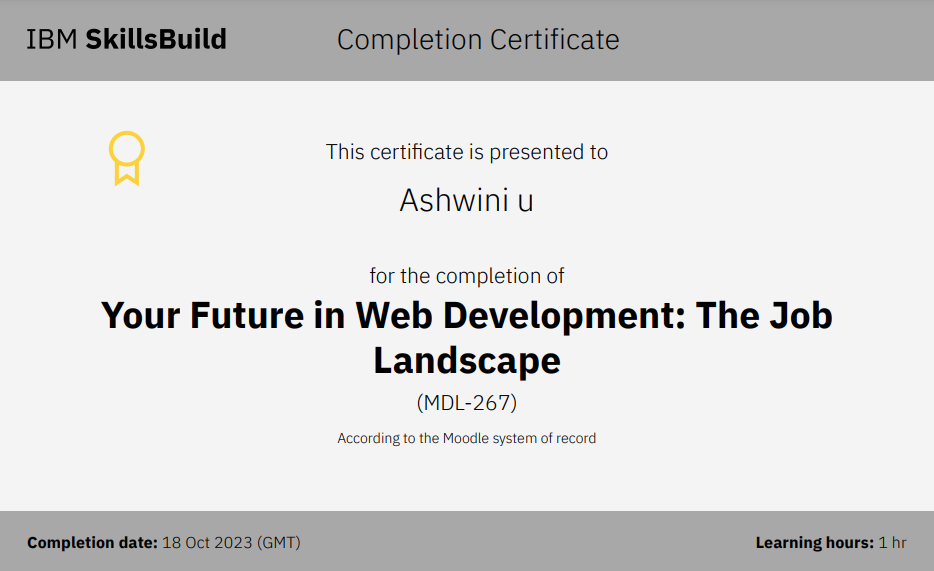 IBM SkillsBuild
Completion Certificate
This certificate is presented to
Ashwini u
for the completion of
Your Future in Web Development: The Job
Landscape
(MDL-267)
According to the Moodle system of record
Completion date: 18 Oct 2023 (GMT)
Learning hours: 1 hr